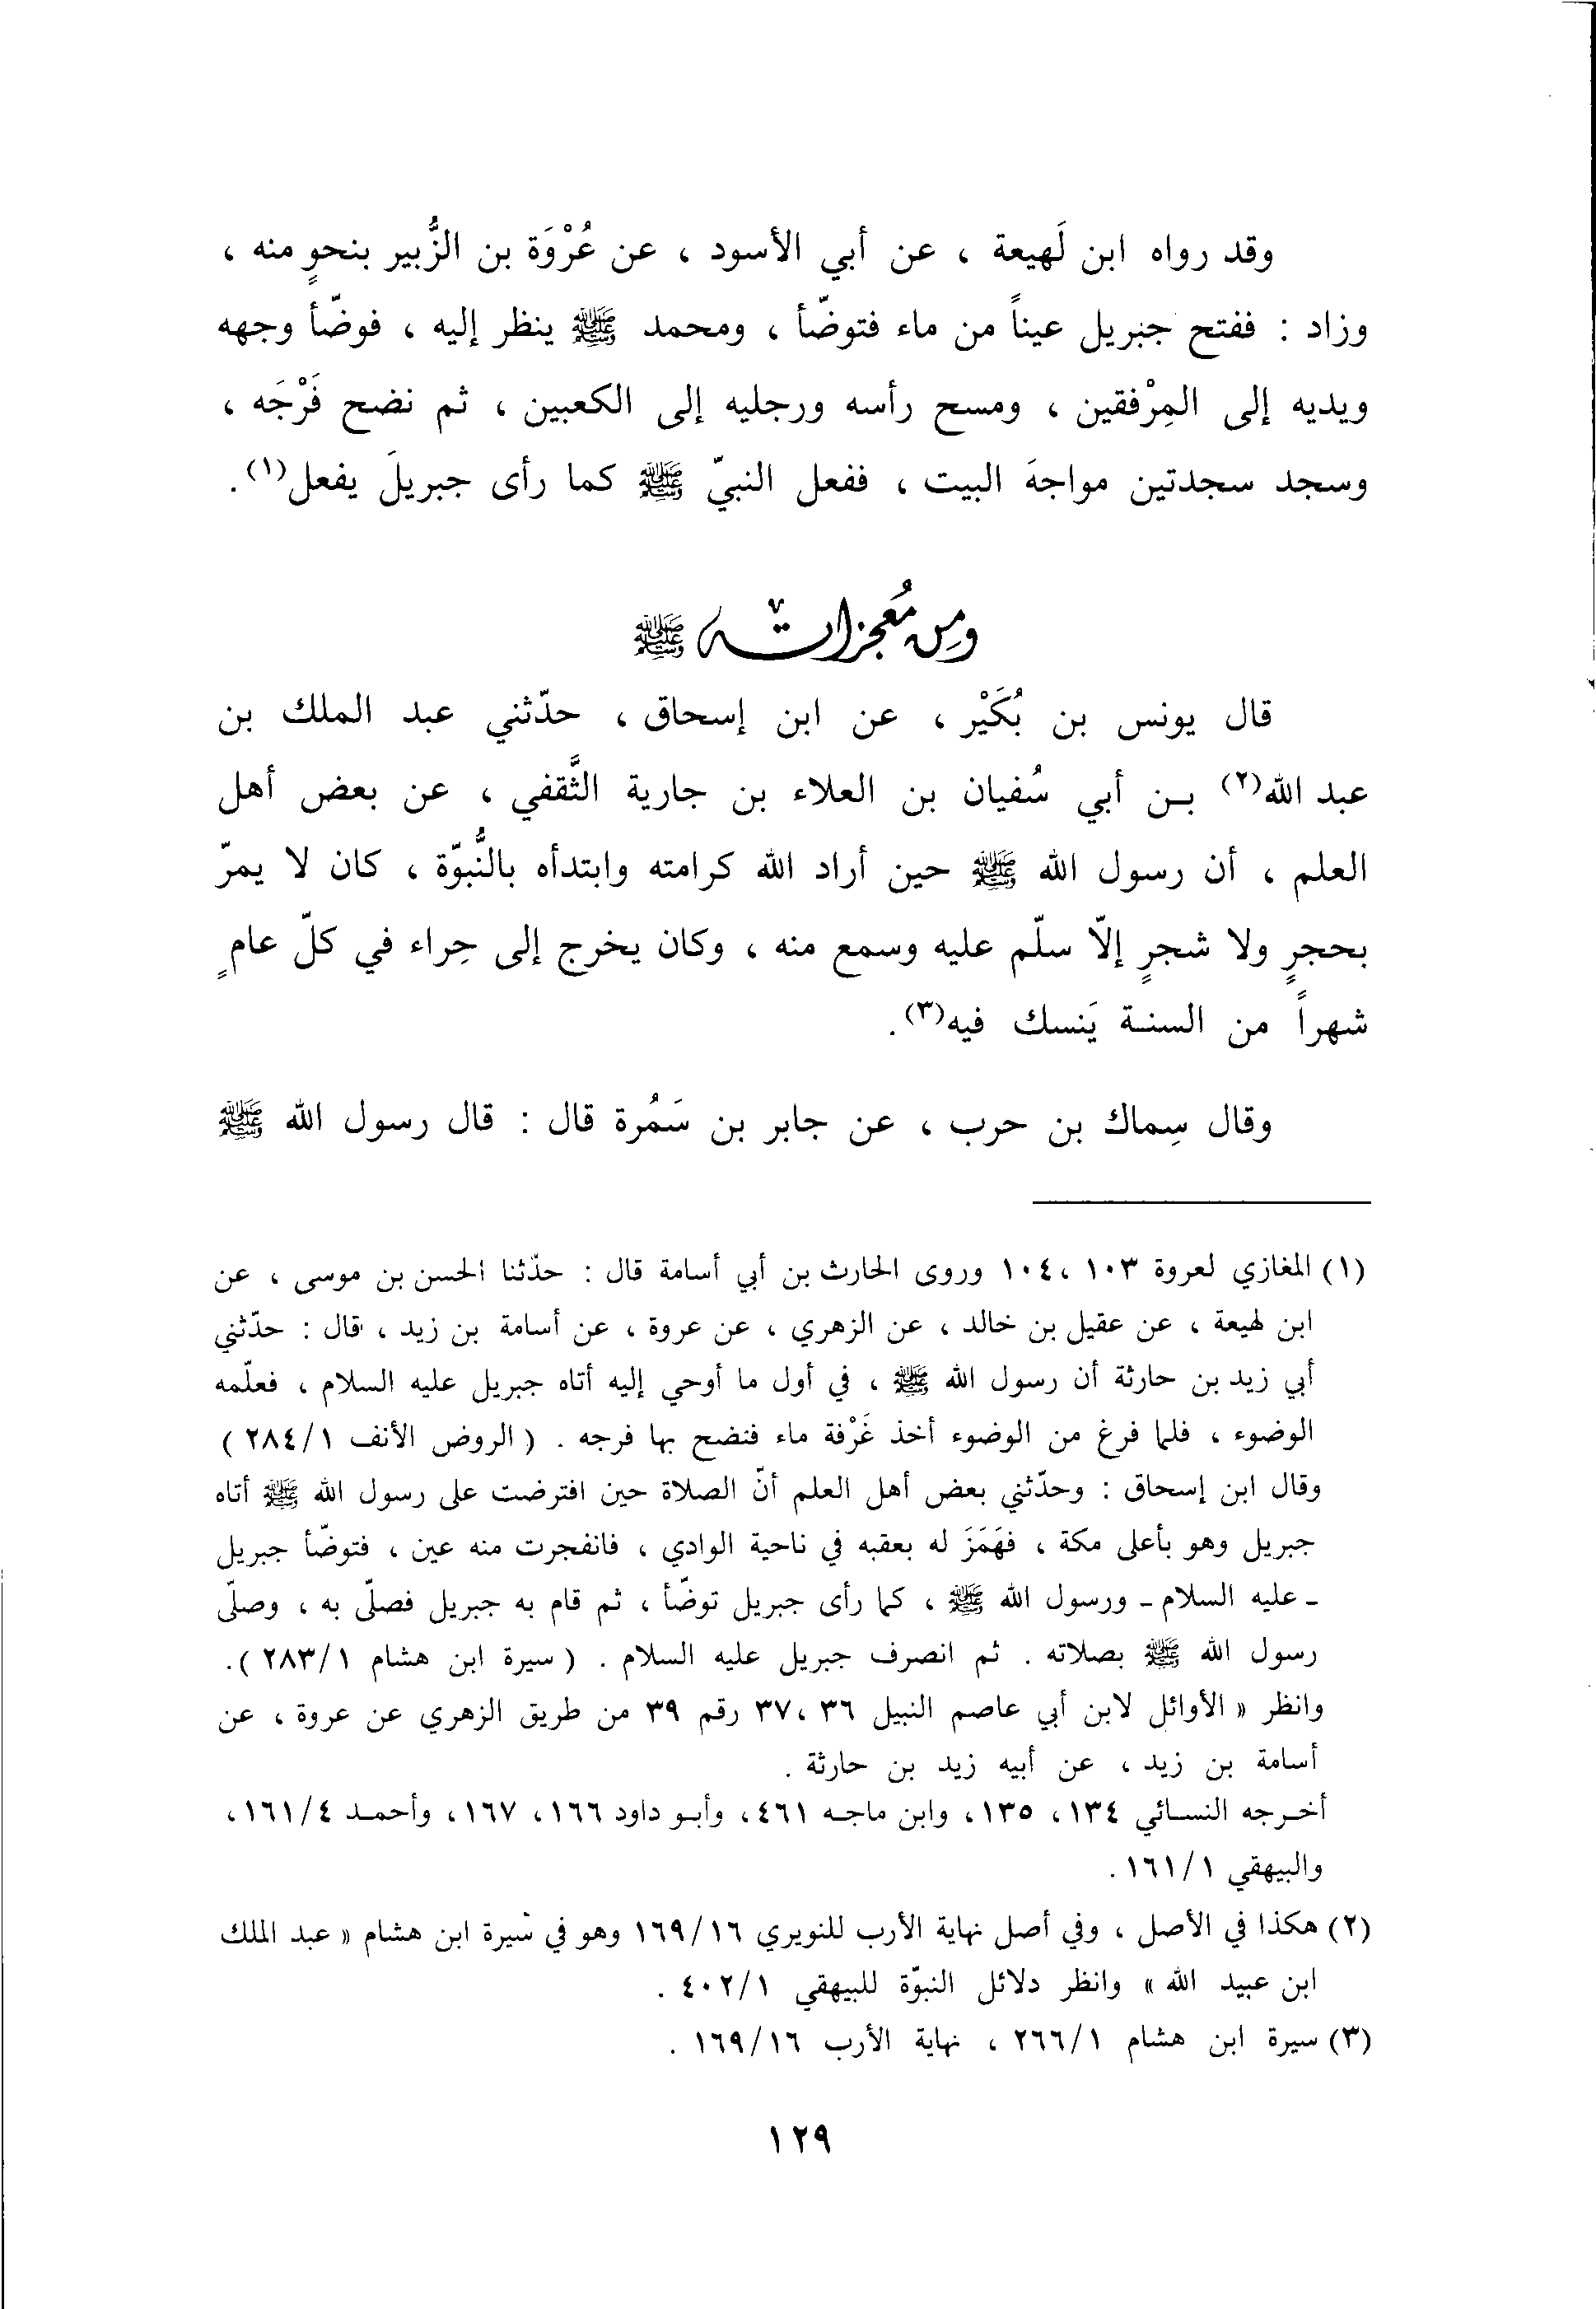 وقد رواه ابن لَهيعة ، عن أبي الأسود ، عن عُرْوَة بن الزُّبير بنحوٍ منه ،
وزاد : ففتح جبريل عيناً من ماء فتوضّأ ، ومحمد ﷺ ينظر إليه ، فوضّأ وجهه
ويديه إلى المِرْفقين ، ومسح رأسه ورجليه إلى الكعبين ، ثم نضح فَرْجَه ،
وسجد سجدتين مواجهَ البيت ، ففعل النبيّ ﷺ كما رأى جبريلَ يفعل(١) .
ومِن مُعجزاته ﷺ
قال يونس بن بُكَيْر ، عن ابن إسحاق ، حدّثني عبد الملك بن
عبد الله(٢) بـن أبي سُفيان بن العلاء بن جارية الثَّقفي ، عن بعض أهل
العلم ، أن رسول الله ﷺ حين أراد الله كرامته وابتدأه بالنُّبوّة ، كان لا يمرّ
بحجرٍ ولا شجرٍ إلاّ سلّم عليه وسمع منه ، وكان يخرج إلى حِراء في كلّ عامٍ
شهراً من السنـة يَنسك فيه(٣) .
وقال سِماك بن حرب ، عن جابر بن سَمُرة قال : قال رسول الله ﷺ
(١) المغازي لعروة ١٠٣ ، ١٠٤ وروى الحارث بن أبي أسامة قال : حدّثنا الحسن بن موسى ، عن
ابن لهيعة ، عن عقيل بن خالد ، عن الزهري ، عن عروة ، عن أسامة بن زيد ، قال : حدّثني
أبي زيد بن حارثة أن رسول الله ﷺ ، في أول ما أوحي إليه أتاه جبريل عليه السلام ، فعلّمه
الوضوء ، فلما فرغ من الوضوء أخذ غَرْفة ماء فنضح بها فرجه . ( الروض الأنف ٢٨٤/١ )
وقال ابن إسحاق : وحدّثني بعض أهل العلم أنّ الصلاة حين افترضت على رسول الله ﷺ أتاه
جبريل وهو بأعلى مكة ، فهَمَزَ له بعقبه في ناحية الوادي ، فانفجرت منه عين ، فتوضّأ جبريل
ـ عليه السلام ـ ورسول الله ﷺ ، كما رأى جبريل توضّأ ، ثم قام به جبريل فصلّى به ، وصلّى
رسول الله ﷺ بصلاته . ثم انصرف جبريل عليه السلام . ( سيرة ابن هشام ٢٨٣/١ ) .
وانظر « الأوائل لابن أبي عاصم النبيل ٣٦ ، ٣٧ رقم ٣٩ من طريق الزهري عن عروة ، عن
أسامة بن زيد ، عن أبيه زيد بن حارثة .
أخـرجه النسـائي ١٣٤ ، ١٣٥ ، وابن ماجـه ٤٦١ ، وأبـو داود ١٦٦ ، ١٦٧ ، وأحمـد ١٦١/٤ ،
والبيهقي ١٦١/١ .
(٢) هكذا في الأصل ، وفي أصل نهاية الأرب للنويري ١٦٩/١٦ وهو في سيرة ابن هشام « عبد الملك
ابن عبيد الله » وانظر دلائل النبوّة للبيهقي ٤٠٢/١ .
(٣) سيرة ابن هشام ٢٦٦/١ ، نهاية الأرب ١٦٩/١٦ .
١٢٩